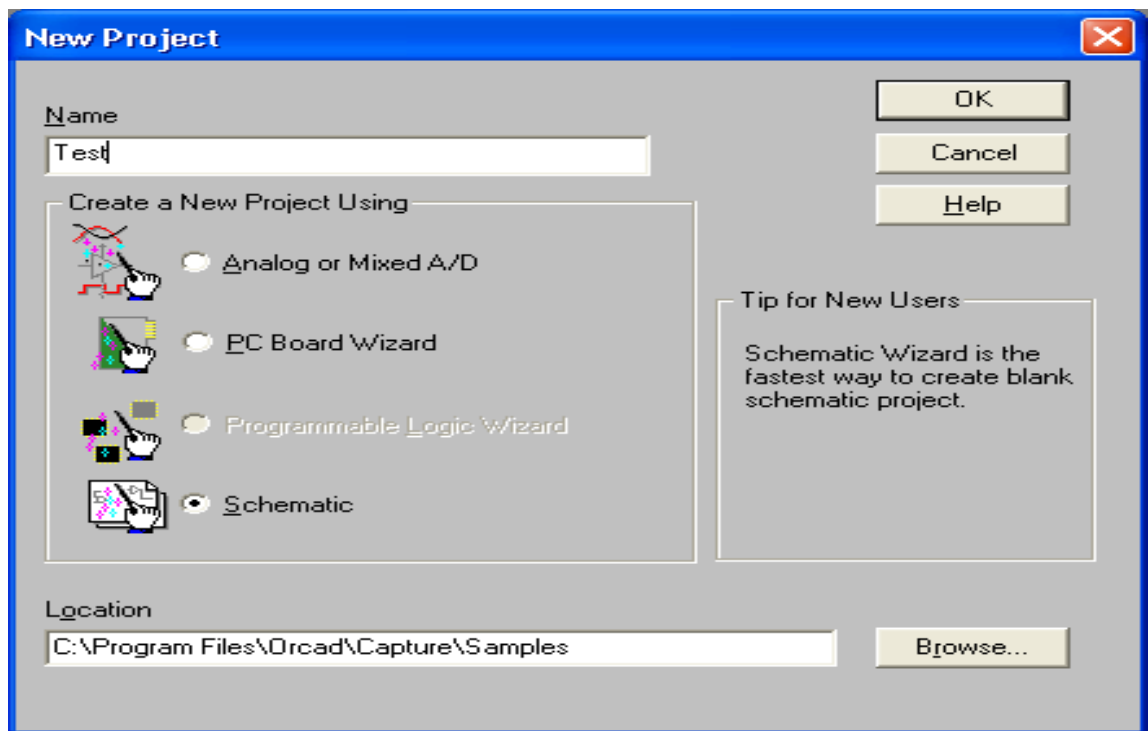 New Project
Name
Test
OK
Cancel
Help
Create a New Project Using
Analog or Mixed A/D
PC Board Wizard
Programmable Logic Wizard
Schematic
Tip for New Users
Schematic Wizard is the
fastest way to create blank
schematic project.
Location
C:\Program Files\Orcad\Capture\Samples
Browse...